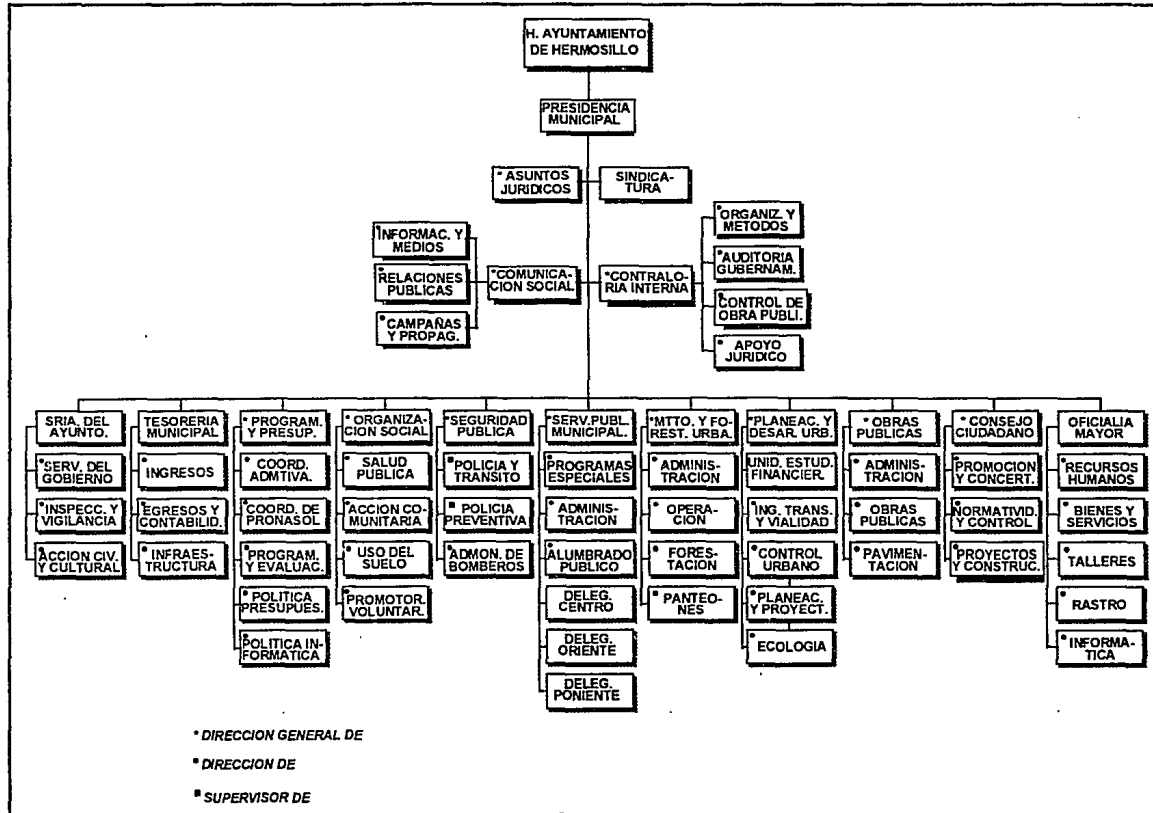 H. AYUNTAMIENTO
DE HERMOSILLO
PRESIDENCIA
MUNICIPAL
* ASUNTOS
JURIDICOS
SINDICA-
TURA
INFORMAC. Y
MEDIOS
RELACIONES
PUBLICAS
CAMPAÑAS
Y PROPAG.
*COMUNICA-
CION SOCIAL
*CONTRALO-
RIA INTERNA
ORGANIZ. Y
METODOS
AUDITORIA
GUBERNAM.
CONTROL DE
OBRA PUBLI.
APOYO
JURIDICO
SRIA. DEL
AYUNTO.
SERV. DEL
GOBIERNO
INSPECC. Y
VIGILANCIA
ACCION CIV.
Y CULTURAL
TESORERIA
MUNICIPAL
INGRESOS
EGRESOS Y
CONTABILID.
INFRAES-
TRUCTURA
* PROGRAM.
Y PRESUP.
COORD.
ADMTIVA.
COORD. DE
PRONASOL
PROGRAM.
Y EVALUAC.
POLITICA
PRESUPUES.
POLITICA IN-
FORMATICA
* ORGANIZA-
CION SOCIAL
SALUD
PUBLICA
ACCION CO-
MUNITARIA
USO DEL
SUELO
PROMOTOR.
VOLUNTAR.
*SEGURIDAD
PUBLICA
POLICIA Y
TRANSITO
POLICIA
PREVENTIVA
ADMON. DE
BOMBEROS
*SERV.PUBL.
MUNICIPAL.
PROGRAMAS
ESPECIALES
ADMINIS-
TRACION
ALUMBRADO
PUBLICO
DELEG.
CENTRO
DELEG.
ORIENTE
DELEG.
PONIENTE
*MTTO. Y FO-
REST. URBA.
ADMINIS-
TRACION
OPERA-
CION
FORES-
TACION
PANTEO-
NES
*PLANEAC. Y
DESAR. URB.
UNID. ESTUD.
FINANCIER.
ING. TRANS.
Y VIALIDAD
CONTROL
URBANO
PLANEAC.
Y PROYECT.
ECOLOGIA
* OBRAS
PUBLICAS
ADMINIS-
TRACION
OBRAS
PUBLICAS
PAVIMEN-
TACION
* CONSEJO
CIUDADANO
PROMOCION
Y CONCERT.
NORMATIVID.
Y CONTROL
PROYECTOS
Y CONSTRUC.
OFICIALIA
MAYOR
RECURSOS
HUMANOS
BIENES Y
SERVICIOS
TALLERES
RASTRO
INFORMA-
TICA
* DIRECCION GENERAL DE
▪ DIRECCION DE
■ SUPERVISOR DE